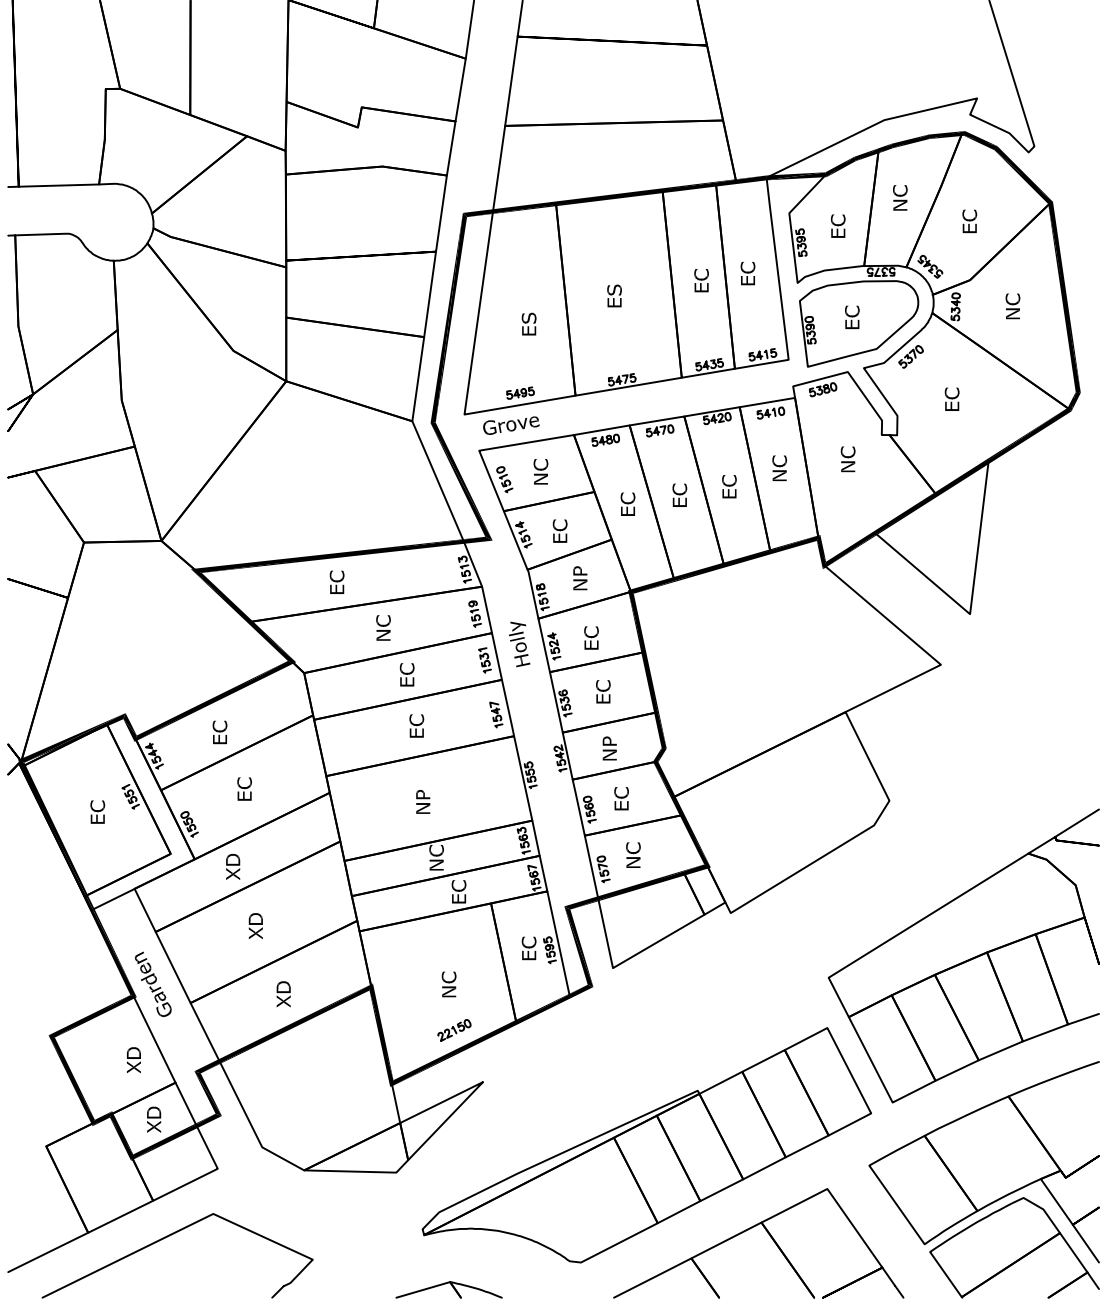 NC
EC
EC
5395
5375
5345
EC
EC
ES
ES
5340
NC
EC
5390
5415
5435
5370
5475
5495
5380
EC
5410
5420
5470
5480
Grove
NC
NC
NC
1510
EC
EC
EC
1514
EC
1513
EC
NP
1518
1519
NC
Holly
EC
1524
1531
EC
EC
1536
1547
EC
EC
NP
1542
1544
1555
EC
1551
EC
NP
EC
1560
1550
1563
NC
NC
XD
1567
1570
EC
XD
EC
1595
Garden
NC
XD
22150
XD
XD